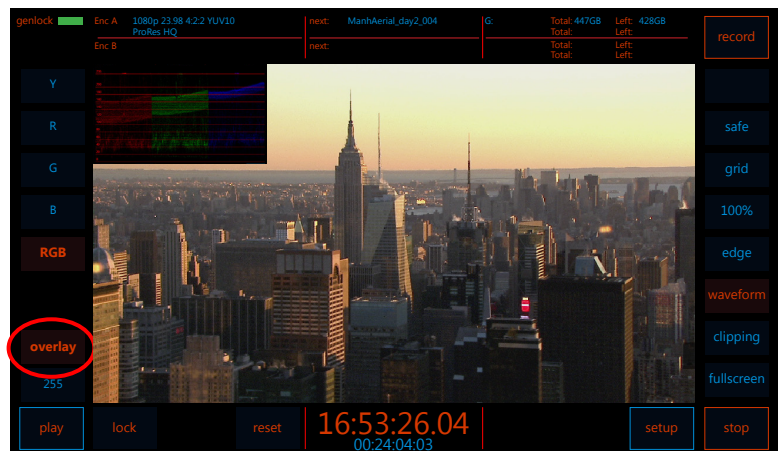 genlock
Enc A 1080p 23.98 4:2:2 YUV10
ProRes HQ
next: ManhAerial_day2_004
G: Total: 447GB Left: 428GB
Total: Left:
record
Enc B
next:
Total: Left:
Total: Left:
Y
R
G
B
RGB
overlay
255
safe
grid
100%
edge
waveform
clipping
fullscreen
play
lock
reset
16:53:26.04
00:24:04:03
setup
stop